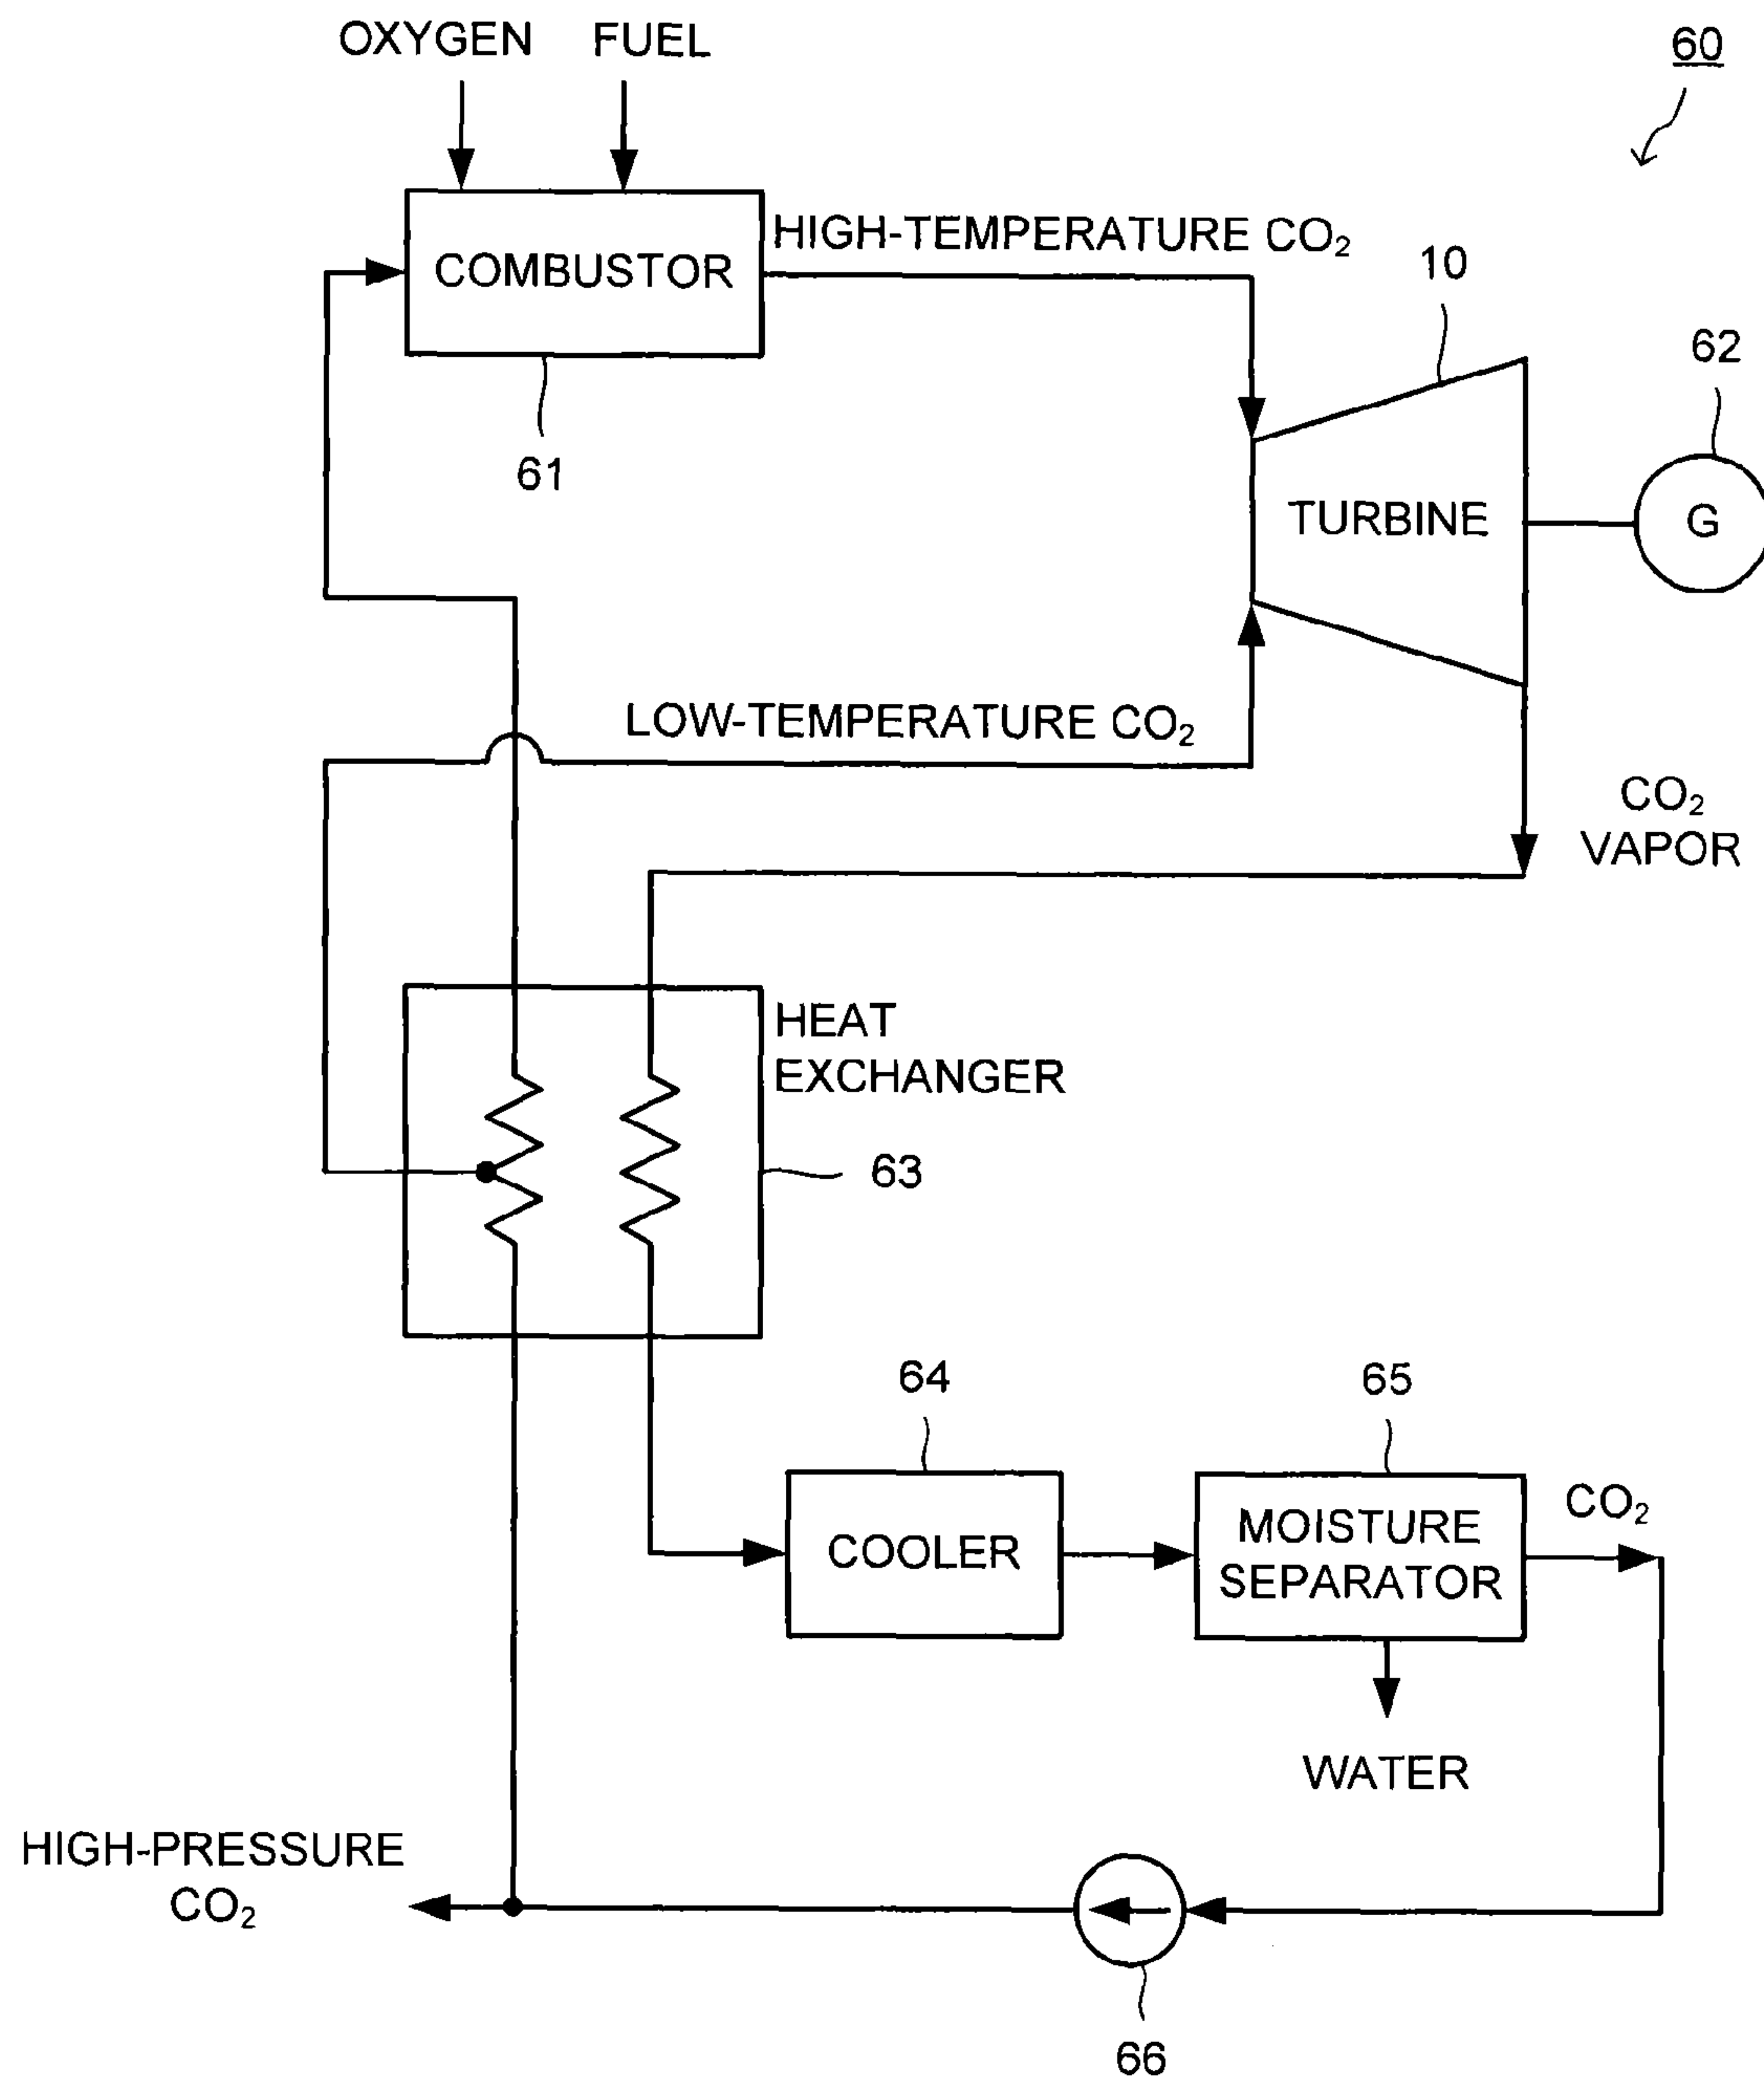 OXYGEN FUEL
60
COMBUSTOR
HIGH-TEMPERATURE CO₂
10
62
61
TURBINE
G
LOW-TEMPERATURE CO₂
CO₂
VAPOR
HEAT
EXCHANGER
63
64
65
COOLER
MOISTURE
SEPARATOR
CO₂
WATER
HIGH-PRESSURE
CO₂
66